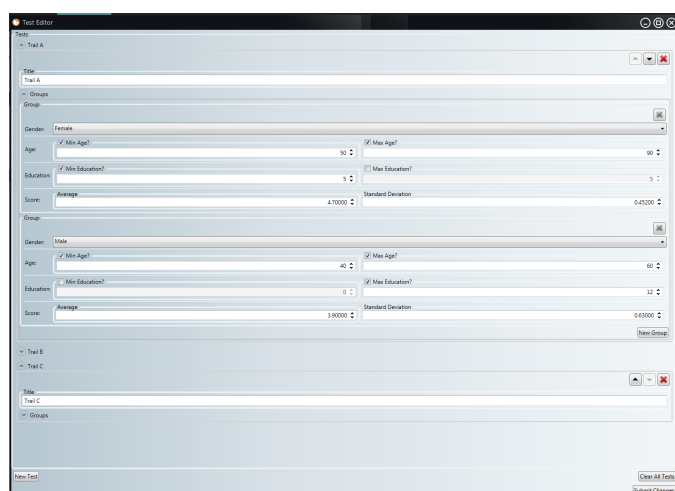 Test Editor
Tests
Trail A
Title
Trail A
Groups
Group
Gender: Female
Min Age? Max Age?
Age: 50 90
Min Education? Max Education?
Education: 5 5
Average Standard Deviation
Score: 4.70000 0.45200
Group
Gender: Male
Min Age? Max Age?
Age: 40 60
Min Education? Max Education?
Education: 0 12
Average Standard Deviation
Score: 3.90000 0.63000
New Group
Trail B
Trail C
Title
Trail C
Groups
New Test Clear All Tests
Submit Changes